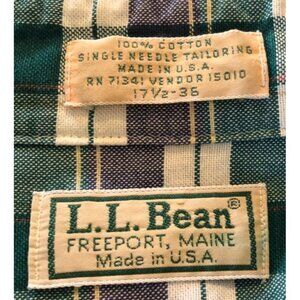 100% COTTON
SINGLE NEEDLE TAILORING
MADE IN U.S.A.
RN 71341 VENDOR 15010
17½-36
L.L.Bean®
FREEPORT, MAINE
Made in U.S.A.